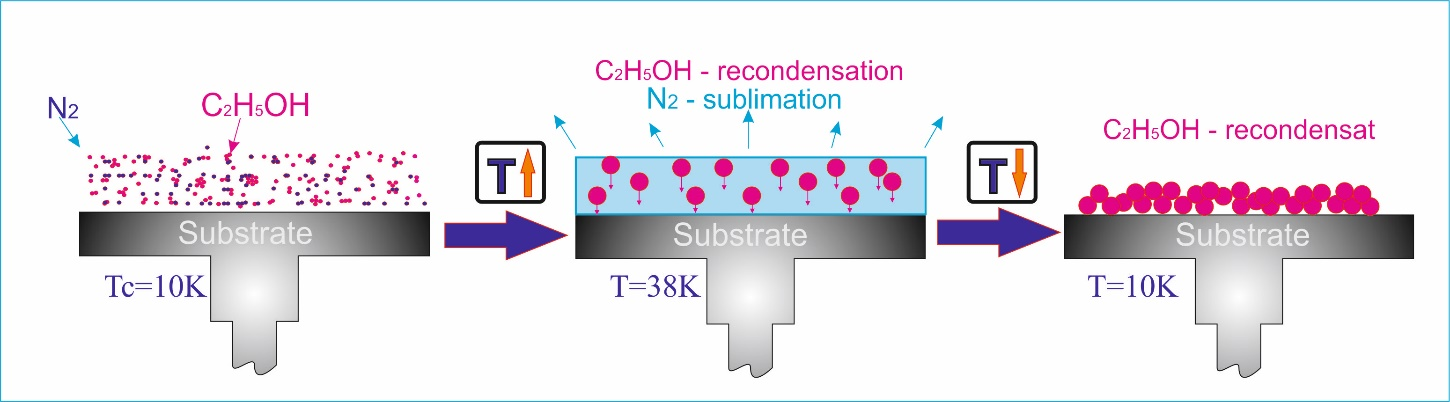 N2
C2H5OH
Substrate
Tc=10K
T
C2H5OH - recondensation
N2 - sublimation
Substrate
T=38K
T
C2H5OH - recondensat
Substrate
T=10K